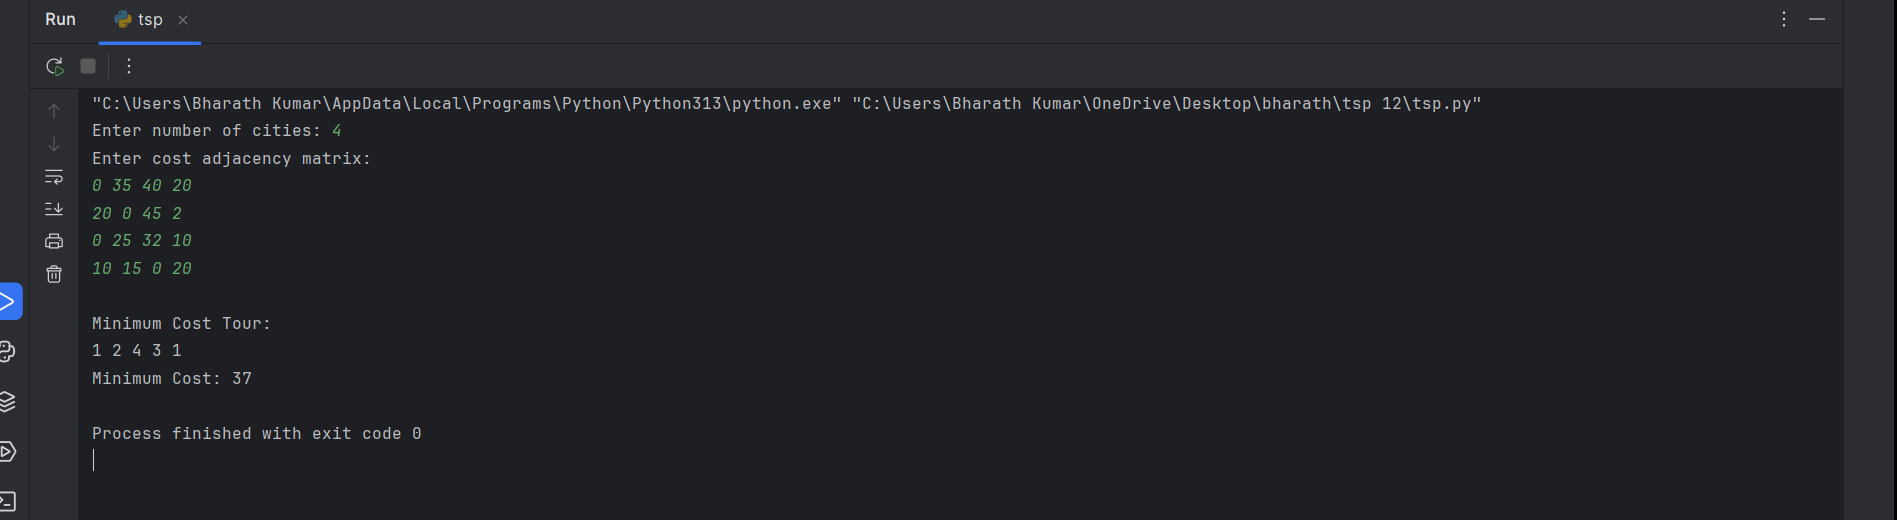 Run tsp
"C:\Users\Bharath Kumar\AppData\Local\Programs\Python\Python313\python.exe" "C:\Users\Bharath Kumar\OneDrive\Desktop\bharath\tsp 12\tsp.py"
Enter number of cities: 4
Enter cost adjacency matrix:
0 35 40 20
20 0 45 2
0 25 32 10
10 15 0 20
Minimum Cost Tour:
1 2 4 3 1
Minimum Cost: 37
Process finished with exit code 0